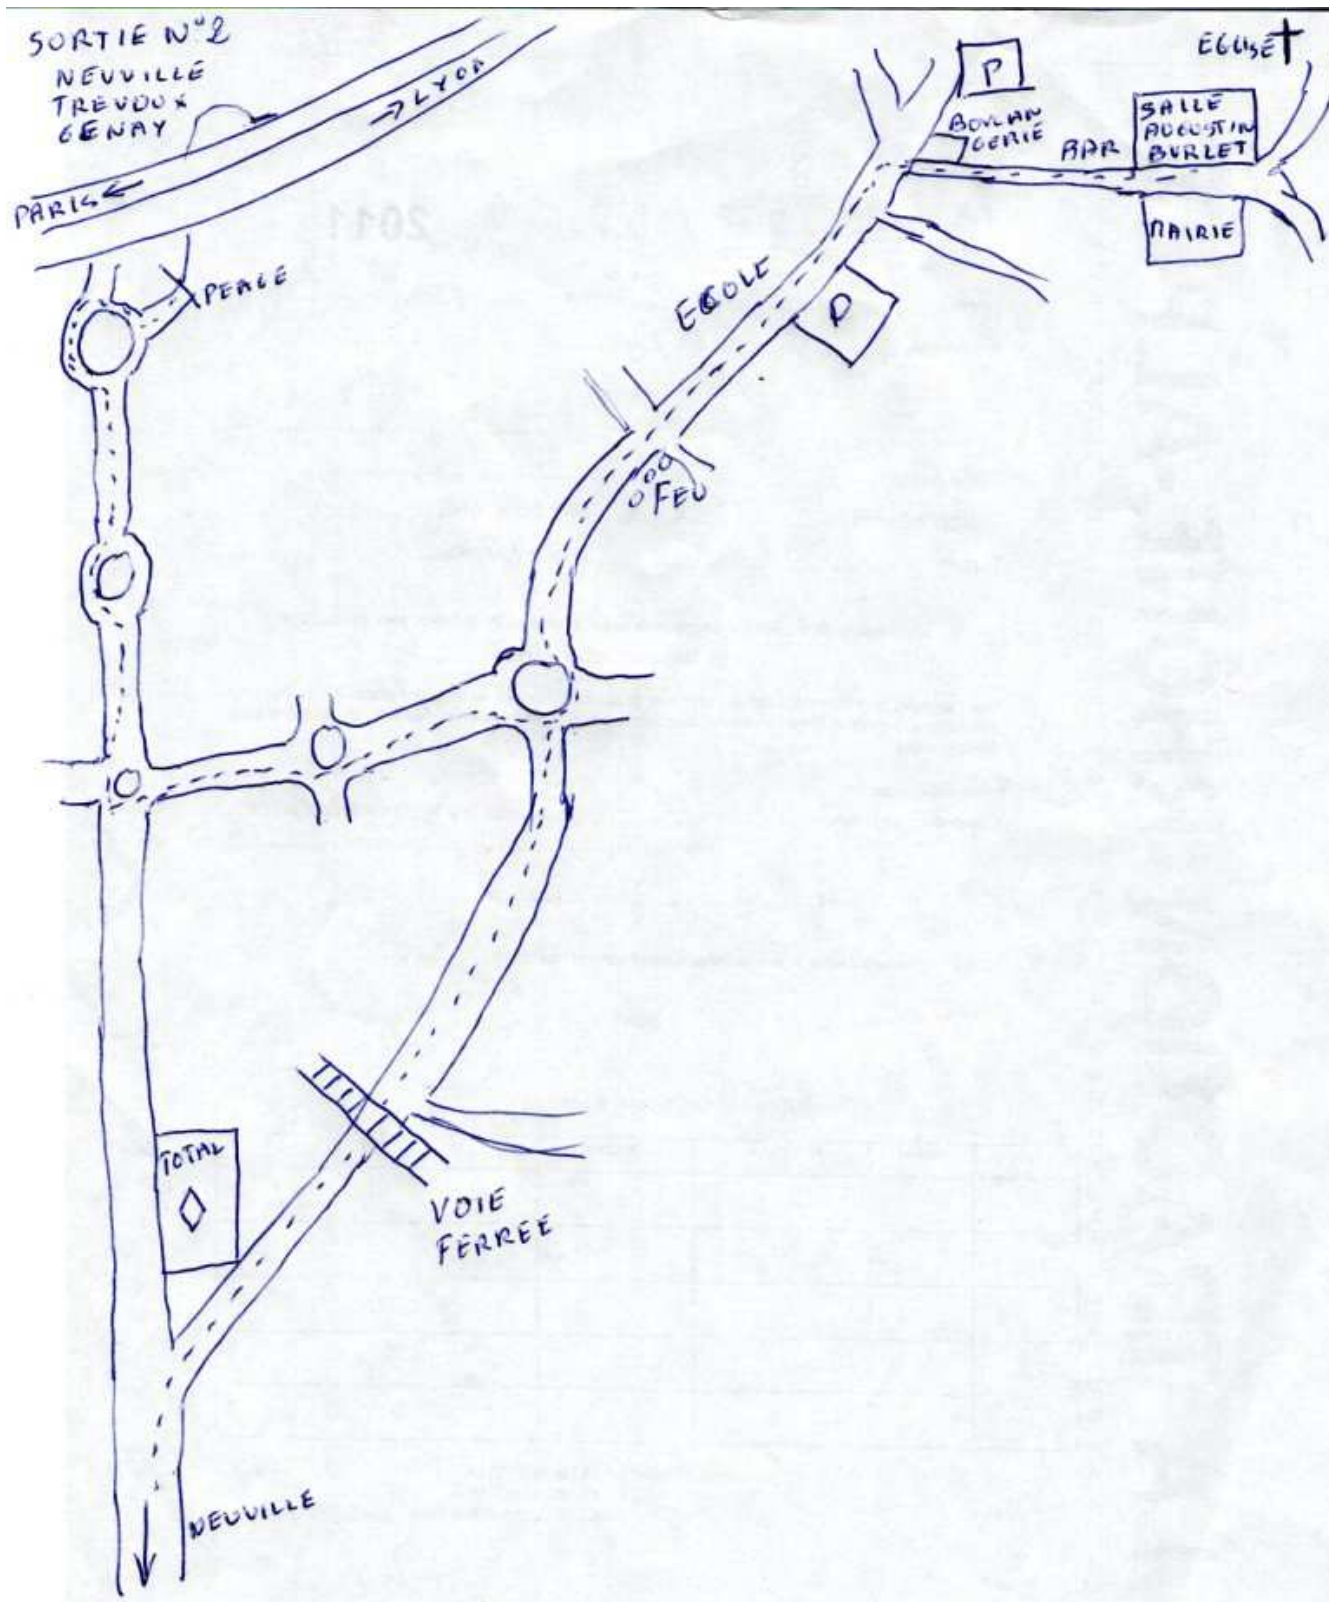 SORTIE N°2
NEUVILLE
TREVOUX
GENAY
→ LYON
PARIS ←
PEAGE
EGLISE
P
BOULAN
GERIE
BAR
SALLE
AUGUSTIN
BURLET
MAIRIE
ECOLE
P
FEU
TOTAL
VOIE
FERREE
NEUVILLE
2011